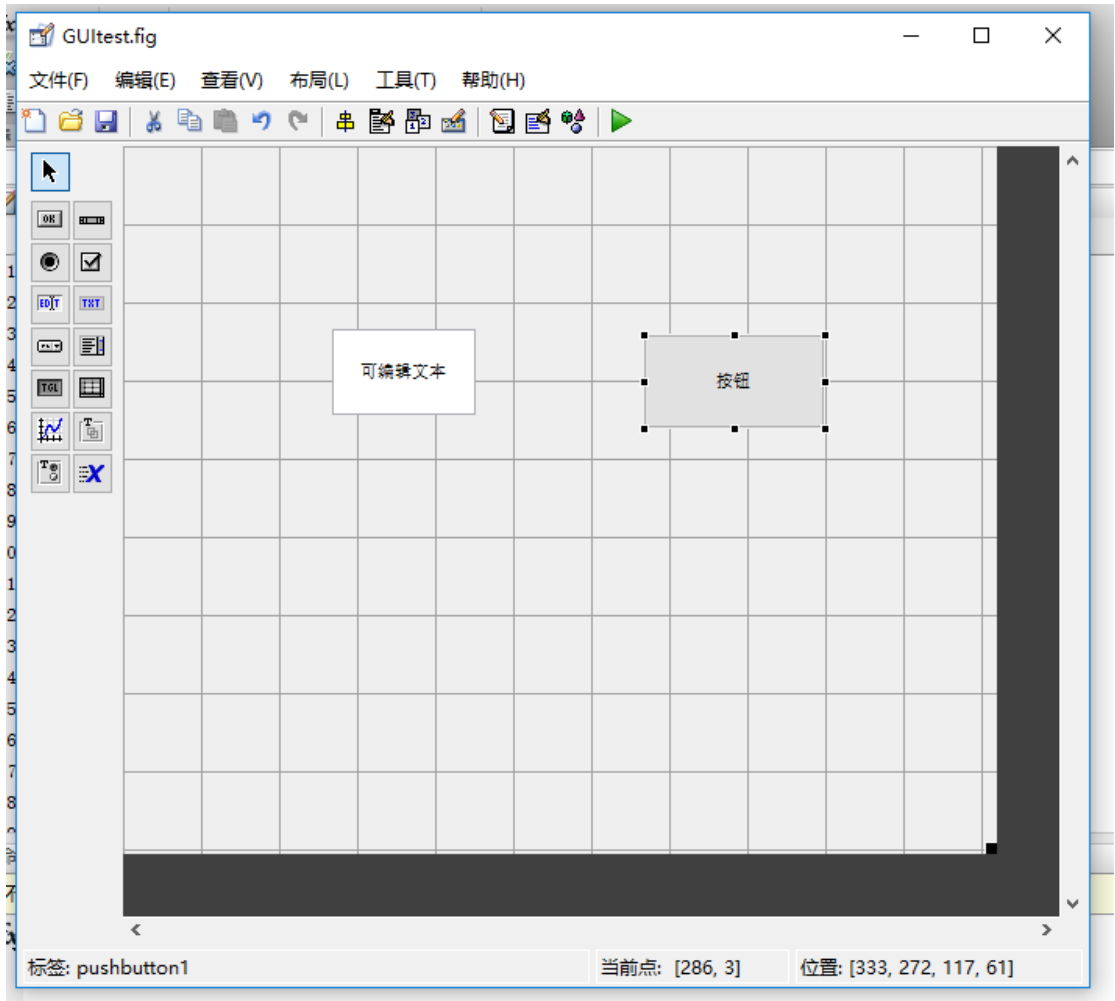 GUItest.fig
文件(F) 编辑(E) 查看(V) 布局(L) 工具(T) 帮助(H)
OK
EDIT TXT
TGL
可编辑文本
按钮
标签: pushbutton1 当前点: [286, 3] 位置: [333, 272, 117, 61]